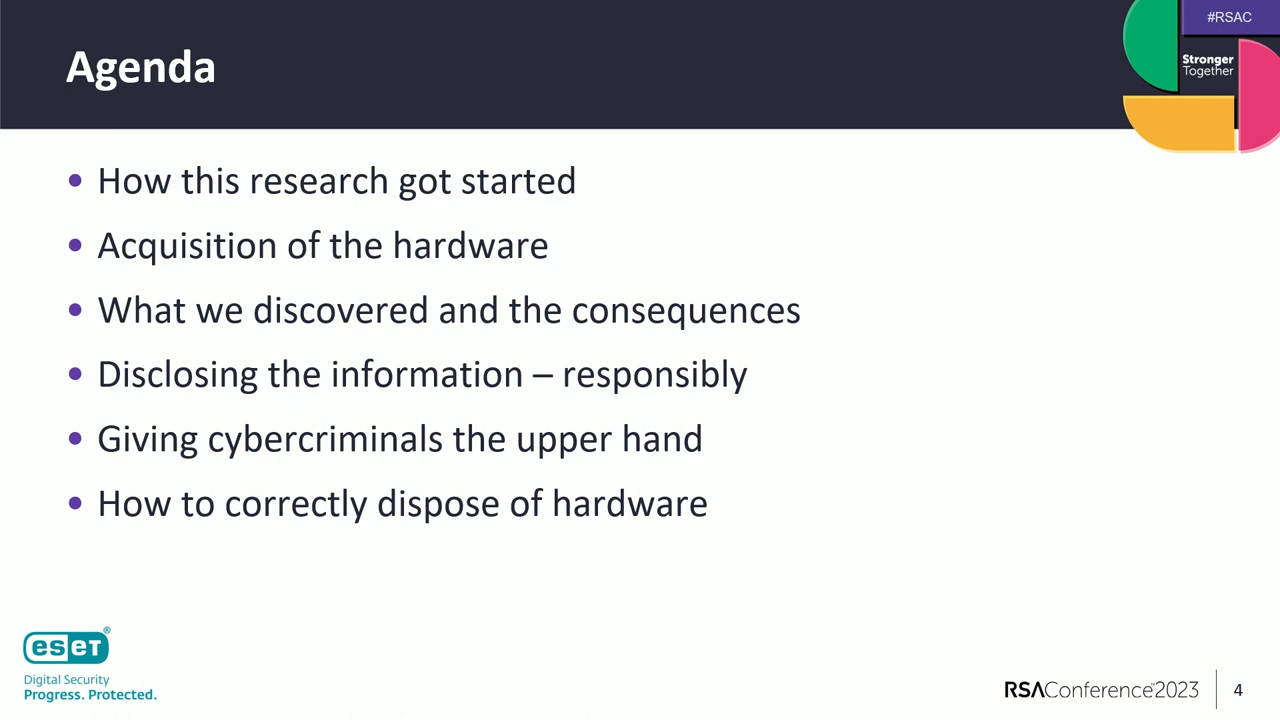 Agenda
#RSAC
Stronger
Together
• How this research got started
• Acquisition of the hardware
• What we discovered and the consequences
• Disclosing the information – responsibly
• Giving cybercriminals the upper hand
• How to correctly dispose of hardware
eseT®
Digital Security
Progress. Protected.
RSAConference™2023
4